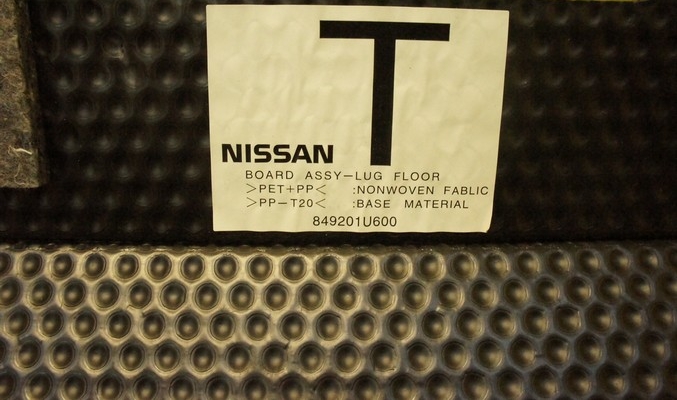 T
NISSAN
BOARD ASSY-LUG FLOOR
>PET+PP< :NONWOVEN FABLIC
>PP-T20< :BASE MATERIAL
849201U600